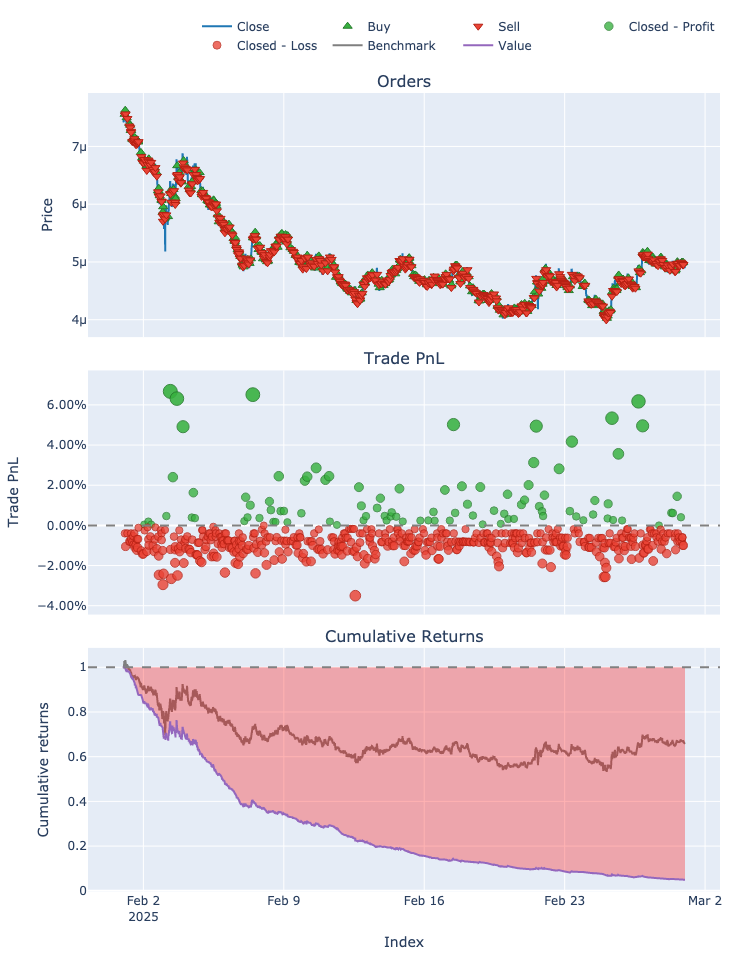 Close Buy Sell Closed - Profit
Closed - Loss Benchmark Value
Orders
7μ
6μ
5μ
4μ
Price
Trade PnL
6.00%
4.00%
2.00%
0.00%
−2.00%
−4.00%
Trade PnL
Cumulative Returns
1
0.8
0.6
0.4
0.2
0
Cumulative returns
Feb 2 Feb 9 Feb 16 Feb 23 Mar 2
2025
Index